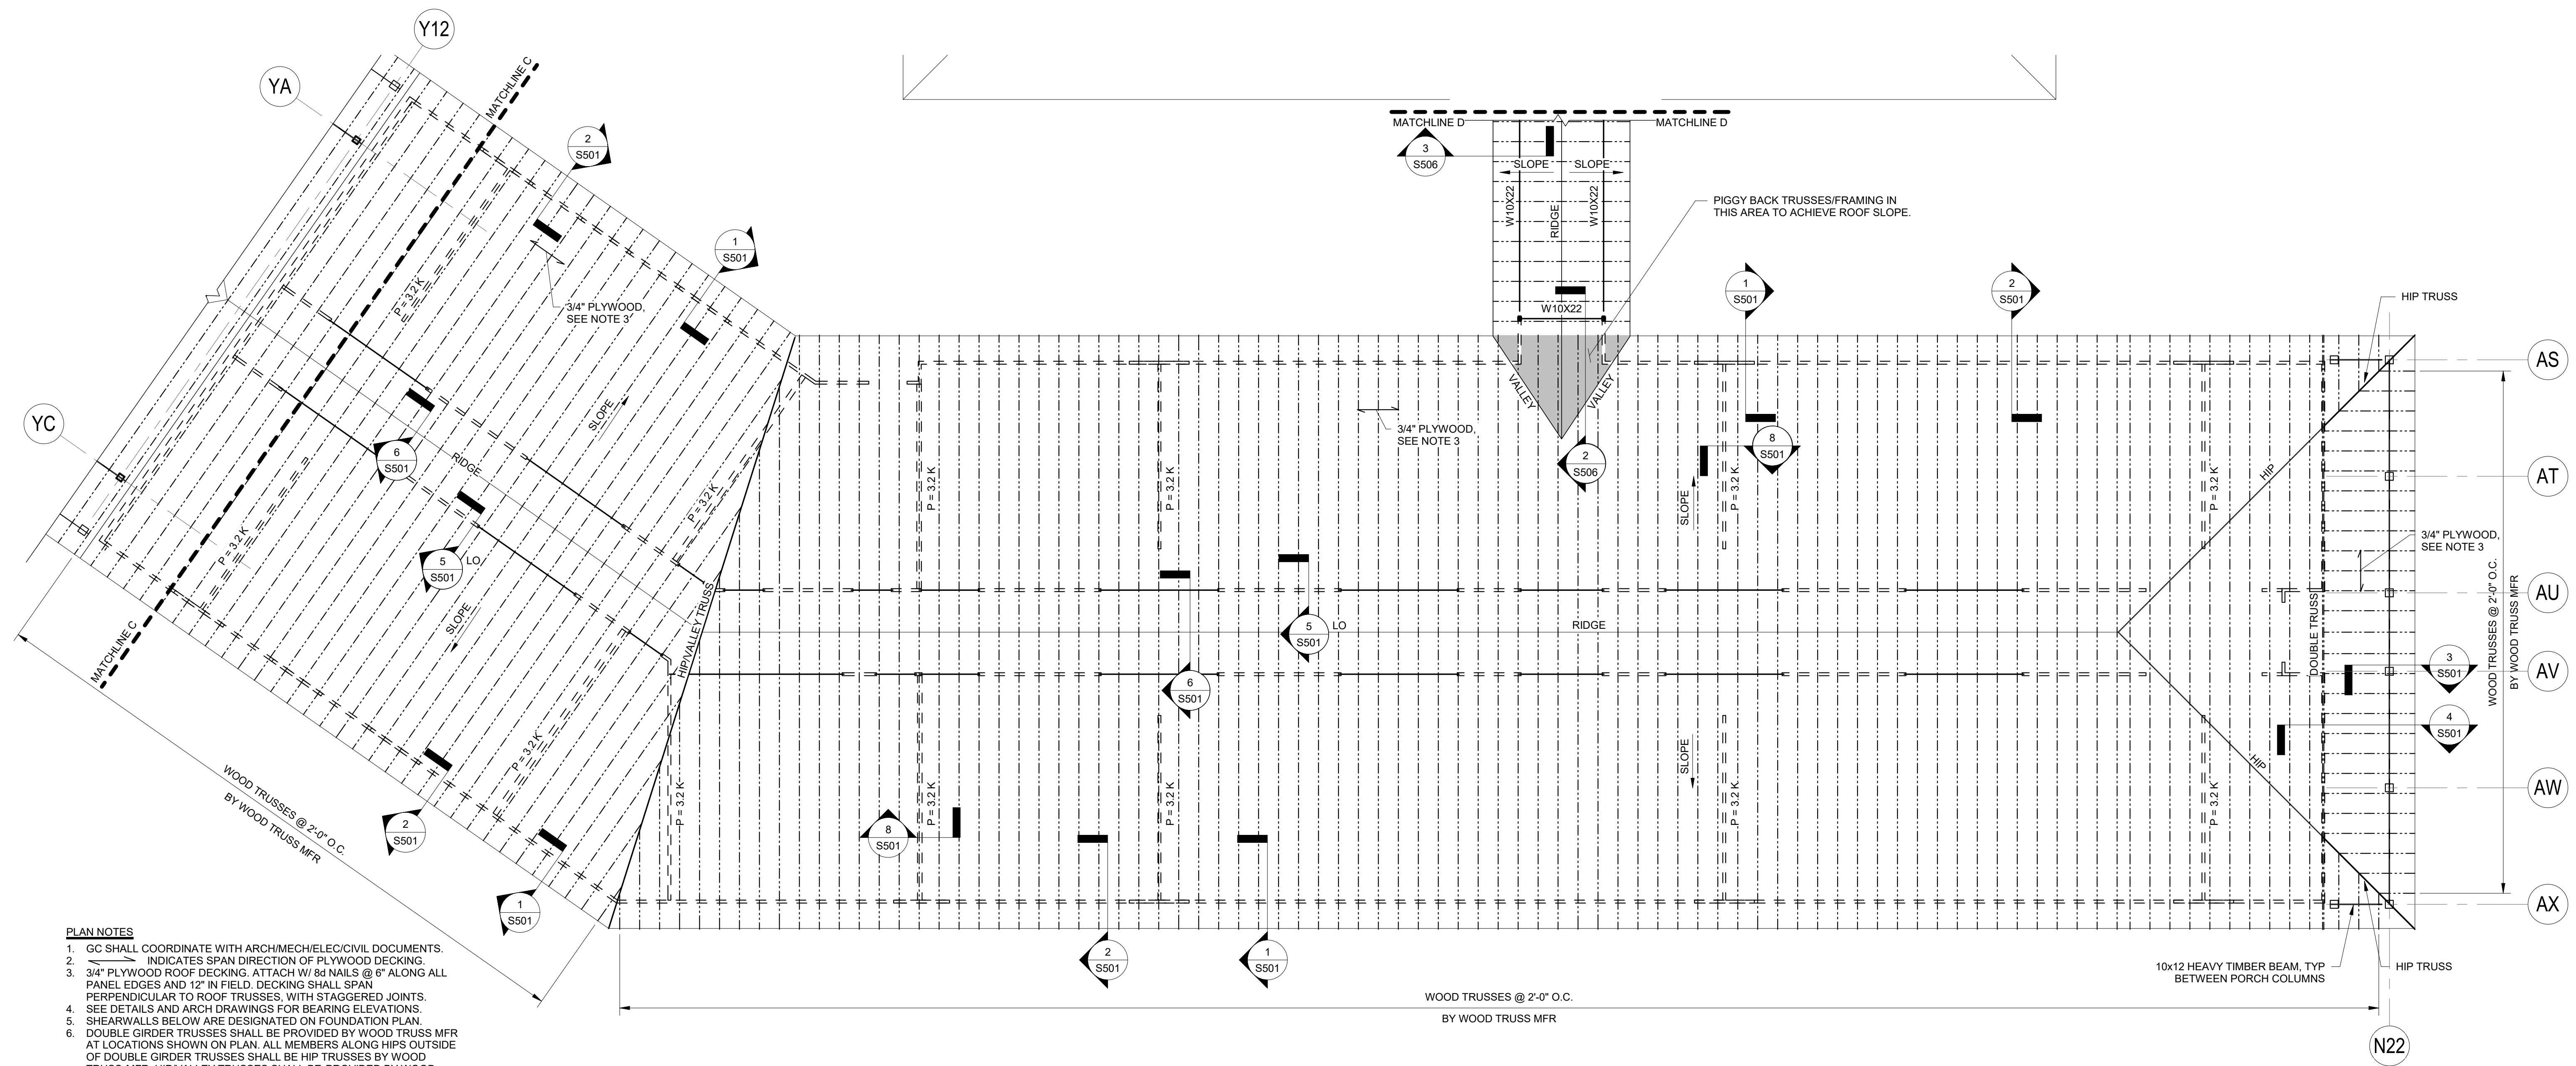 Y12
YA
MATCHLINE C
2
S501
1
S501
P = 3.2 K
3/4" PLYWOOD,
SEE NOTE 3
YC
SLOPE
6
S501
RIDGE
P = 3.2 K
P = 3.2 K
5
S501
LO
SLOPE
HIP/VALLEY TRUSS
MATCHLINE C
P = 3.2 K
WOOD TRUSSES @ 2'-0" O.C.
BY WOOD TRUSS MFR
2
S501
1
S501
MATCHLINE D
MATCHLINE D
3
S506
SLOPE
SLOPE
W10X22
RIDGE
W10X22
PIGGY BACK TRUSSES/FRAMING IN
THIS AREA TO ACHIEVE ROOF SLOPE.
W10X22
1
S501
2
S501
HIP TRUSS
VALLEY
VALLEY
AS
3/4" PLYWOOD,
SEE NOTE 3
8
S501
2
S506
P = 3.2 K
P = 3.2 K
SLOPE
P = 3.2 K
P = 3.2 K
HIP
AT
3/4" PLYWOOD,
SEE NOTE 3
WOOD TRUSSES @ 2'-0" O.C.
BY WOOD TRUSS MFR
AU
DOUBLE TRUSS
5
S501
LO
RIDGE
6
S501
3
S501
AV
4
S501
SLOPE
HIP
P = 3.2 K
P = 3.2 K
P = 3.2 K
P = 3.2 K
P = 3.2 K
AW
8
S501
AX
2
S501
1
S501
10x12 HEAVY TIMBER BEAM, TYP
BETWEEN PORCH COLUMNS
HIP TRUSS
WOOD TRUSSES @ 2'-0" O.C.
BY WOOD TRUSS MFR
N22
PLAN NOTES
1. GC SHALL COORDINATE WITH ARCH/MECH/ELEC/CIVIL DOCUMENTS.
2. INDICATES SPAN DIRECTION OF PLYWOOD DECKING.
3. 3/4" PLYWOOD ROOF DECKING. ATTACH W/ 8d NAILS @ 6" ALONG ALL
PANEL EDGES AND 12" IN FIELD. DECKING SHALL SPAN
PERPENDICULAR TO ROOF TRUSSES, WITH STAGGERED JOINTS.
4. SEE DETAILS AND ARCH DRAWINGS FOR BEARING ELEVATIONS.
5. SHEARWALLS BELOW ARE DESIGNATED ON FOUNDATION PLAN.
6. DOUBLE GIRDER TRUSSES SHALL BE PROVIDED BY WOOD TRUSS MFR
AT LOCATIONS SHOWN ON PLAN. ALL MEMBERS ALONG HIPS OUTSIDE
OF DOUBLE GIRDER TRUSSES SHALL BE HIP TRUSSES BY WOOD
TRUSS MFR. HIP/VALLEY TRUSSES SHALL BE PROVIDED BY WOOD